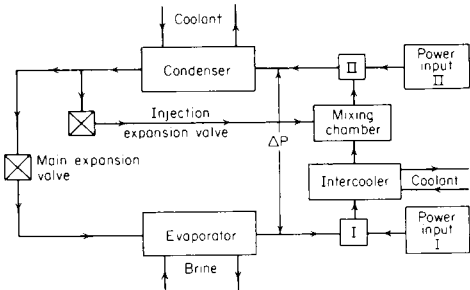 Coolant
Condenser
II
Power
input
II
Injection
expansion valve
Mixing
chamber
ΔP
Main expansion
valve
Intercooler
Coolant
Evaporator
I
Power
input
I
Brine